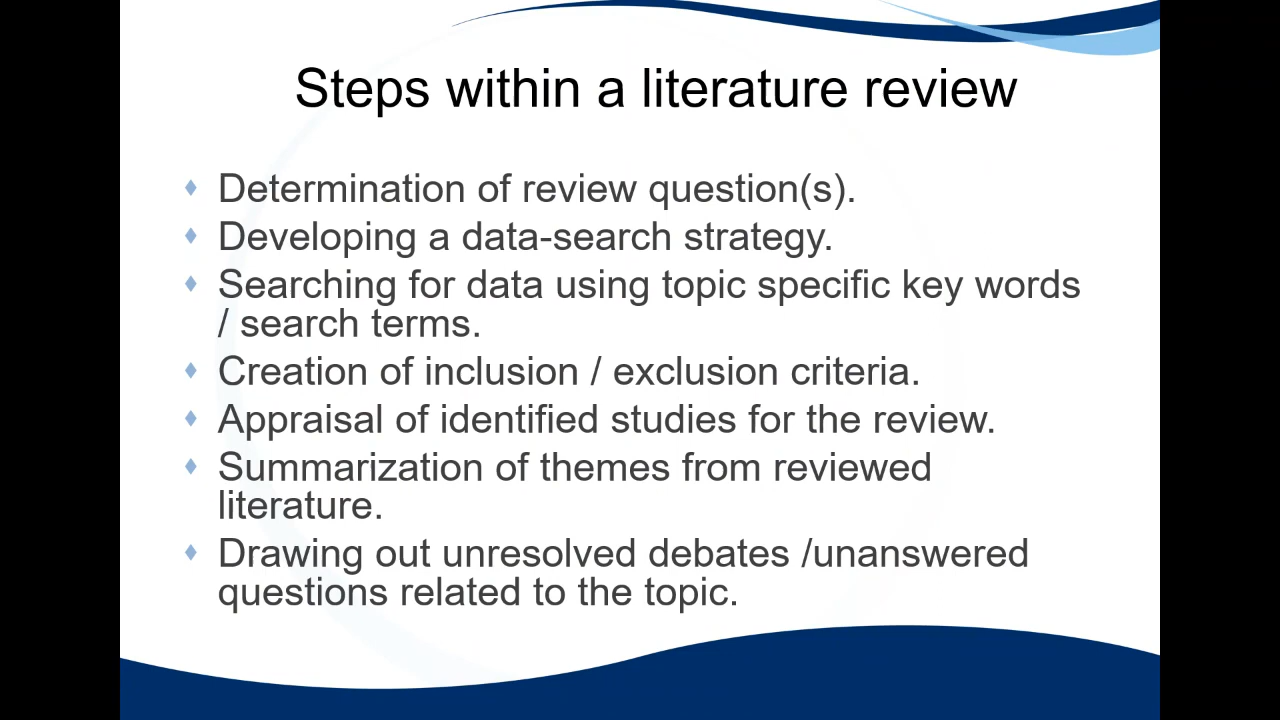 Steps within a literature review
Determination of review question(s).
Developing a data-search strategy.
Searching for data using topic specific key words
/ search terms.
Creation of inclusion / exclusion criteria.
Appraisal of identified studies for the review.
Summarization of themes from reviewed
literature.
Drawing out unresolved debates /unanswered
questions related to the topic.